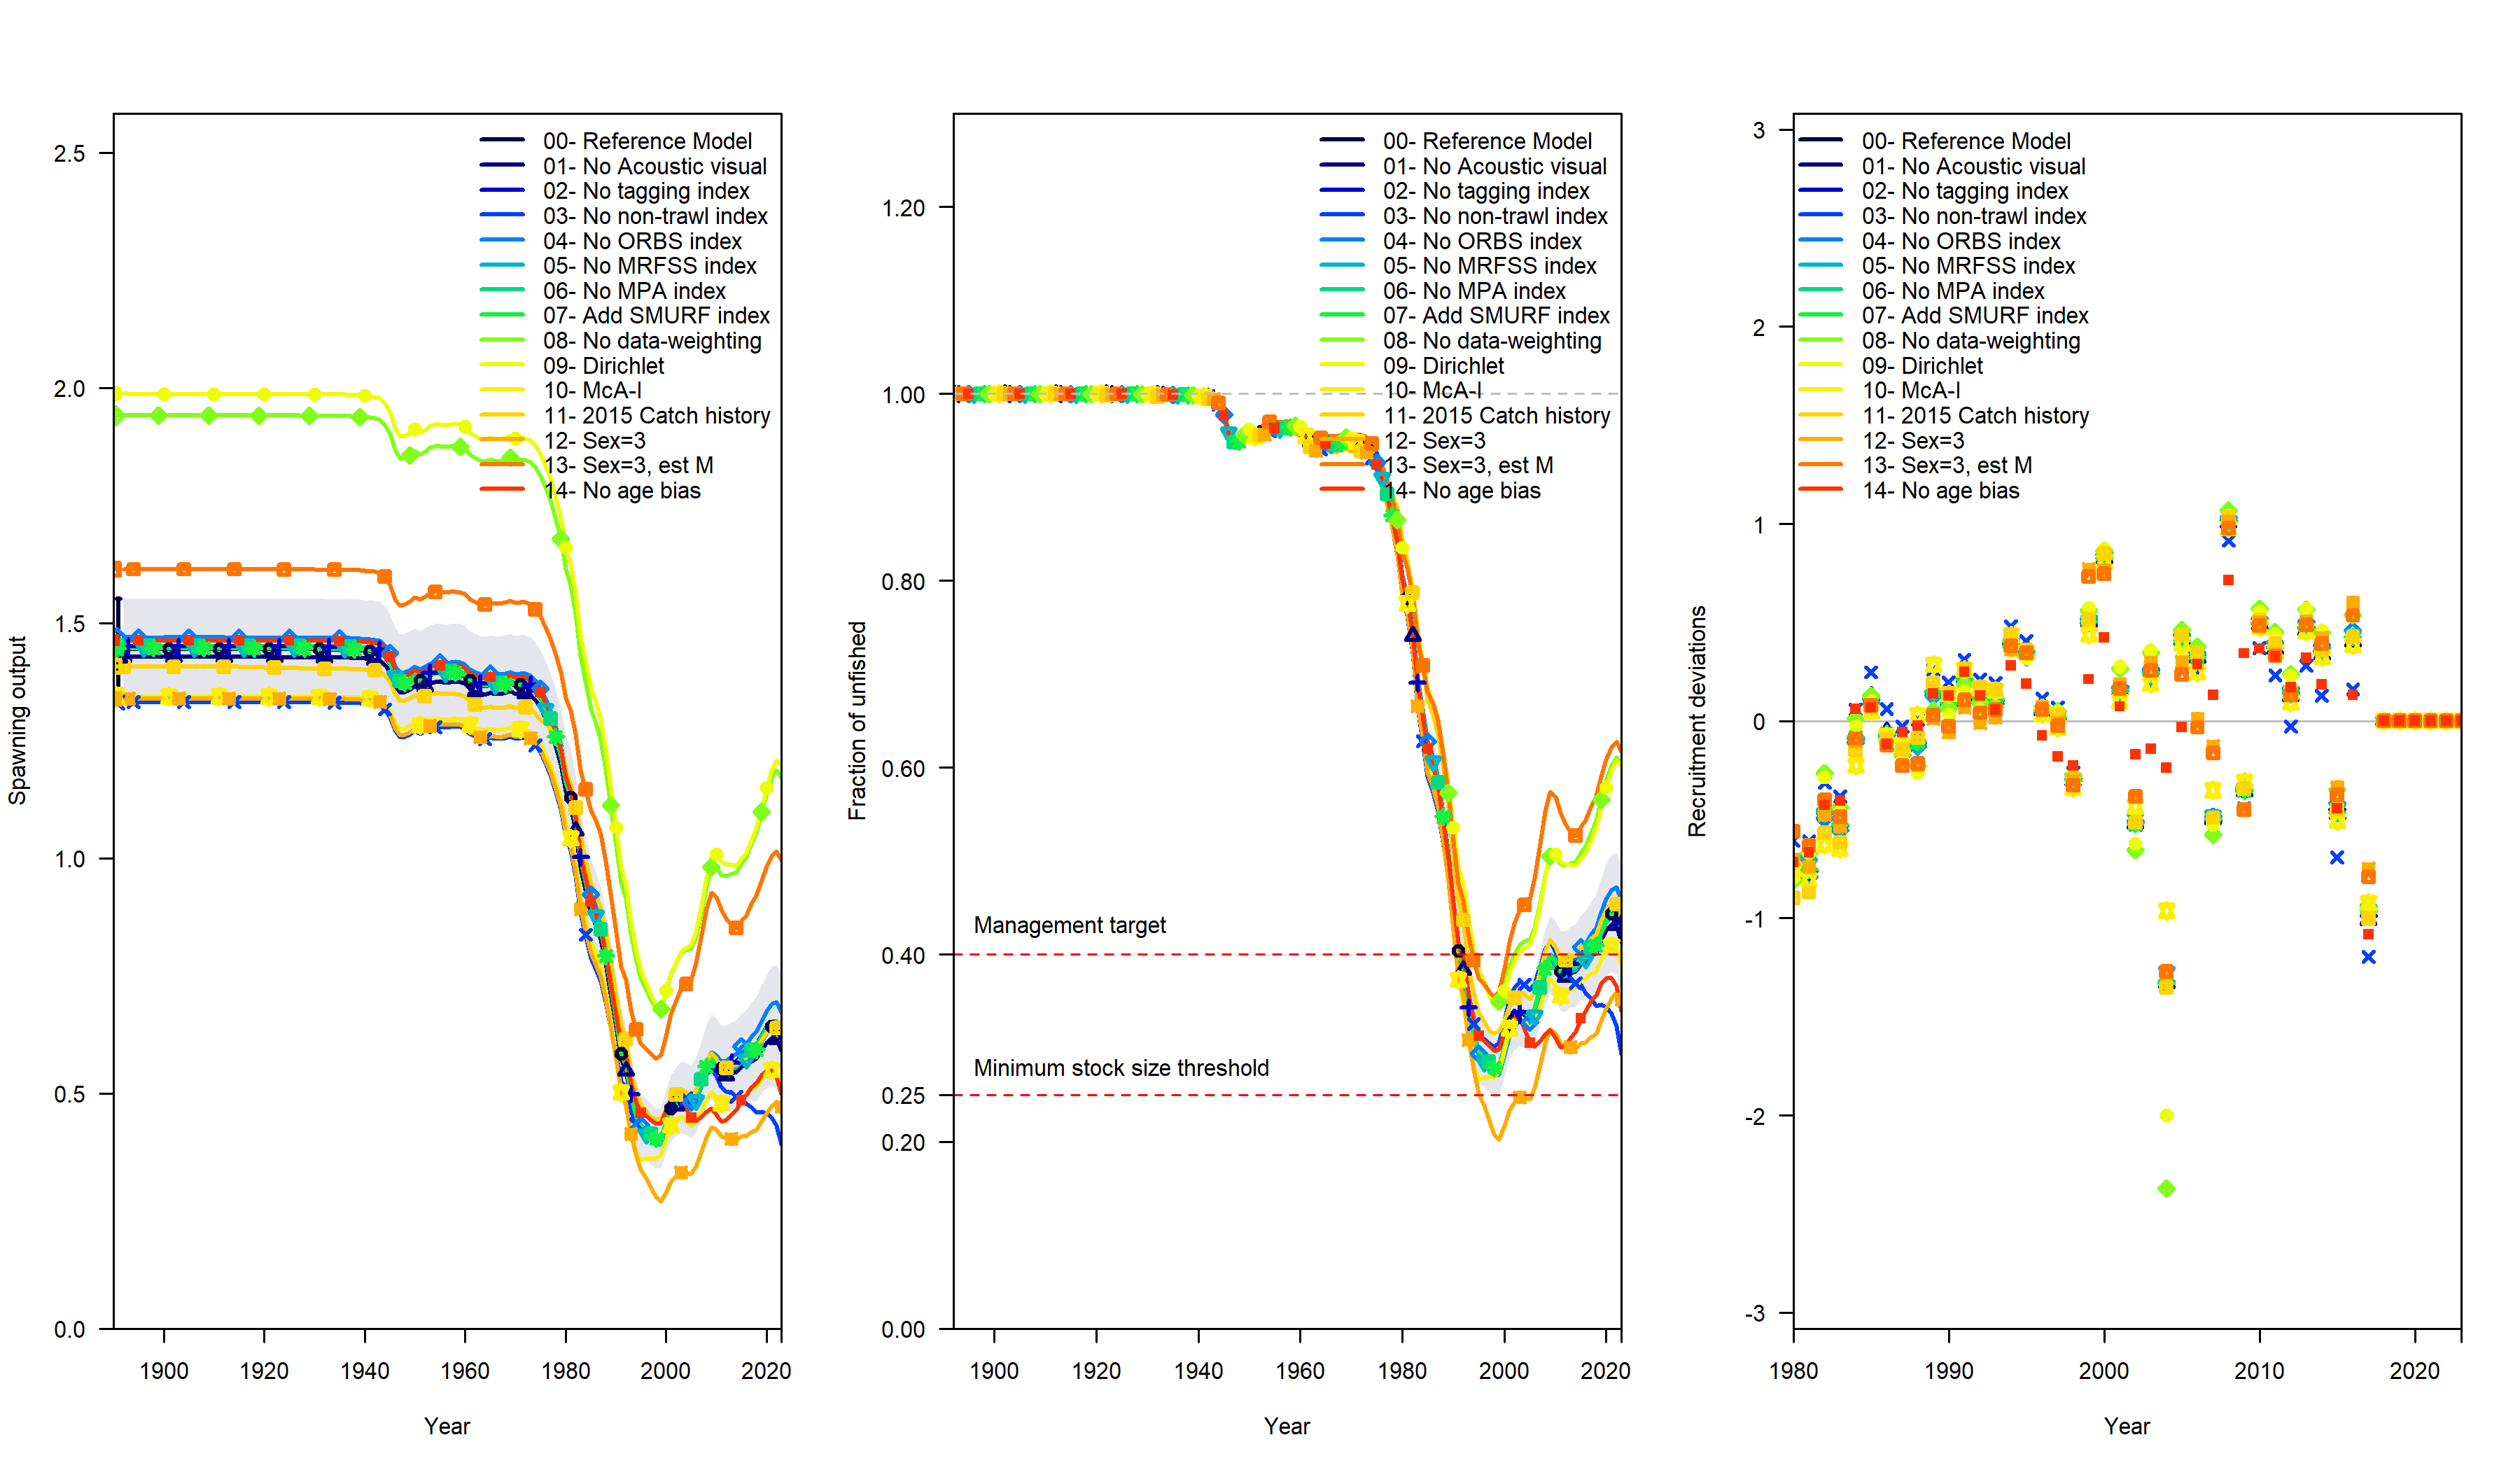 Spawning output
2.5
2.0
1.5
1.0
0.5
0.0
00- Reference Model
01- No Acoustic visual
02- No tagging index
03- No non-trawl index
04- No ORBS index
05- No MRFSS index
06- No MPA index
07- Add SMURF index
08- No data-weighting
09- Dirichlet
10- McA-I
11- 2015 Catch history
12- Sex=3
13- Sex=3, est M
14- No age bias
1900 1920 1940 1960 1980 2000 2020
Year
Fraction of unfished
1.20
1.00
0.80
0.60
0.40
0.25
0.20
0.00
00- Reference Model
01- No Acoustic visual
02- No tagging index
03- No non-trawl index
04- No ORBS index
05- No MRFSS index
06- No MPA index
07- Add SMURF index
08- No data-weighting
09- Dirichlet
10- McA-I
11- 2015 Catch history
12- Sex=3
13- Sex=3, est M
14- No age bias
Management target
Minimum stock size threshold
1900 1920 1940 1960 1980 2000 2020
Year
Recruitment deviations
3
2
1
0
-1
-2
-3
00- Reference Model
01- No Acoustic visual
02- No tagging index
03- No non-trawl index
04- No ORBS index
05- No MRFSS index
06- No MPA index
07- Add SMURF index
08- No data-weighting
09- Dirichlet
10- McA-I
11- 2015 Catch history
12- Sex=3
13- Sex=3, est M
14- No age bias
1980 1990 2000 2010 2020
Year